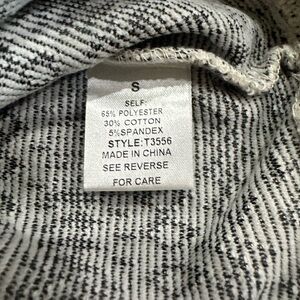 S
SELF:
65% POLYESTER
30% COTTON
5%SPANDEX
STYLE:T3556
MADE IN CHINA
SEE REVERSE
FOR CARE